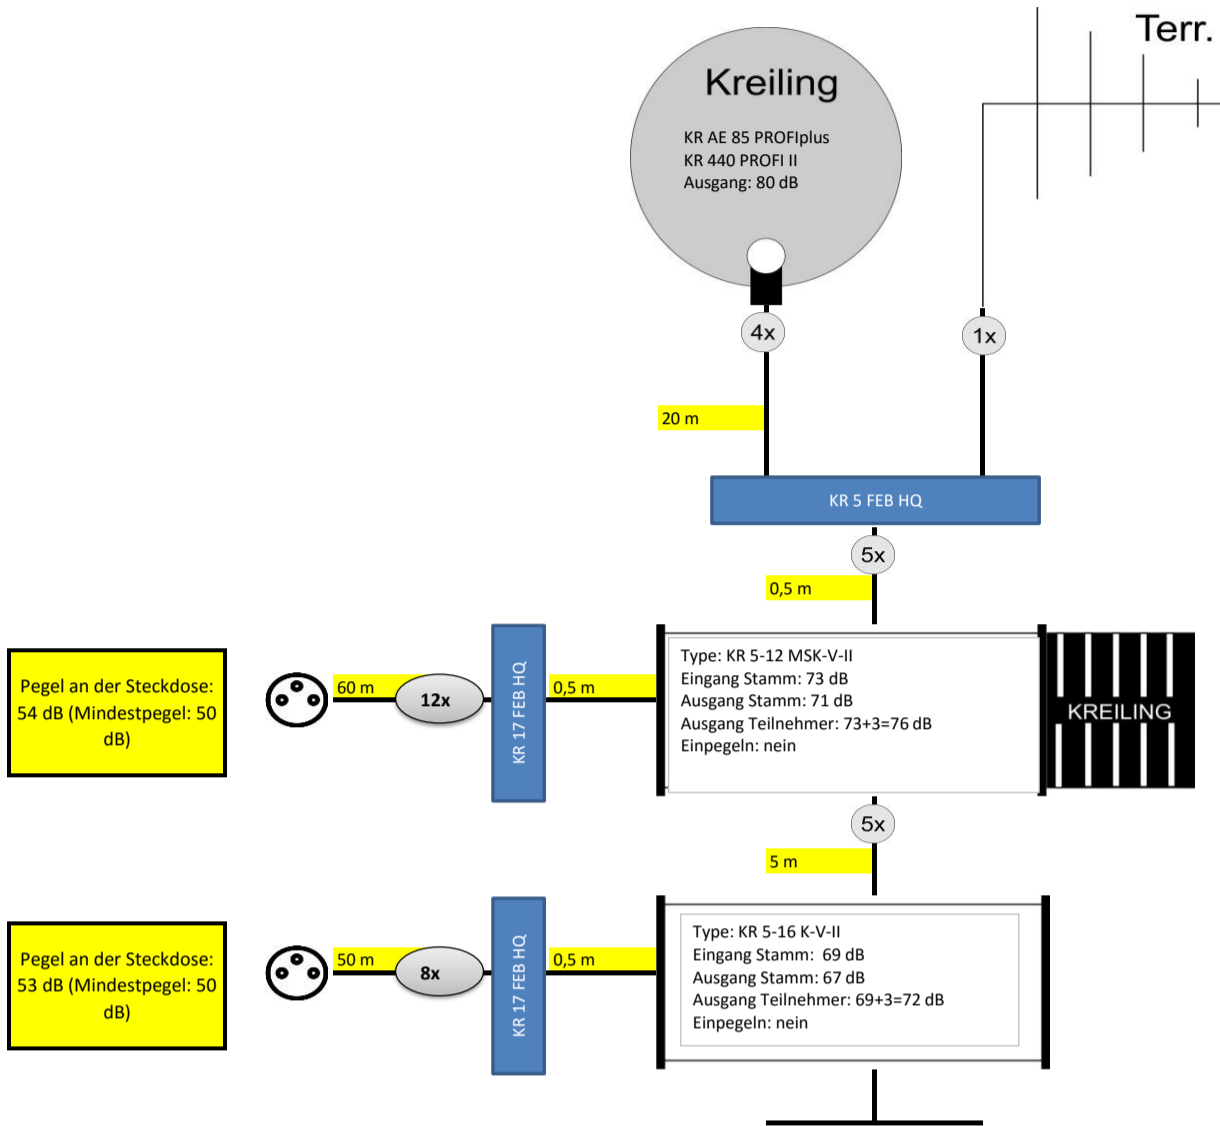 Terr.
Kreiling
KR AE 85 PROFIplus
KR 440 PROFI II
Ausgang: 80 dB
4x
1x
20 m
KR 5 FEB HQ
5x
0,5 m
Pegel an der Steckdose:
54 dB (Mindestpegel: 50
dB)
60 m
12x
KR 17 FEB HQ
0,5 m
Type: KR 5-12 MSK-V-II
Eingang Stamm: 73 dB
Ausgang Stamm: 71 dB
Ausgang Teilnehmer: 73+3=76 dB
Einpegeln: nein
KREILING
5x
5 m
Pegel an der Steckdose:
53 dB (Mindestpegel: 50
dB)
50 m
8x
KR 17 FEB HQ
0,5 m
Type: KR 5-16 K-V-II
Eingang Stamm:  69 dB
Ausgang Stamm: 67 dB
Ausgang Teilnehmer: 69+3=72 dB
Einpegeln: nein